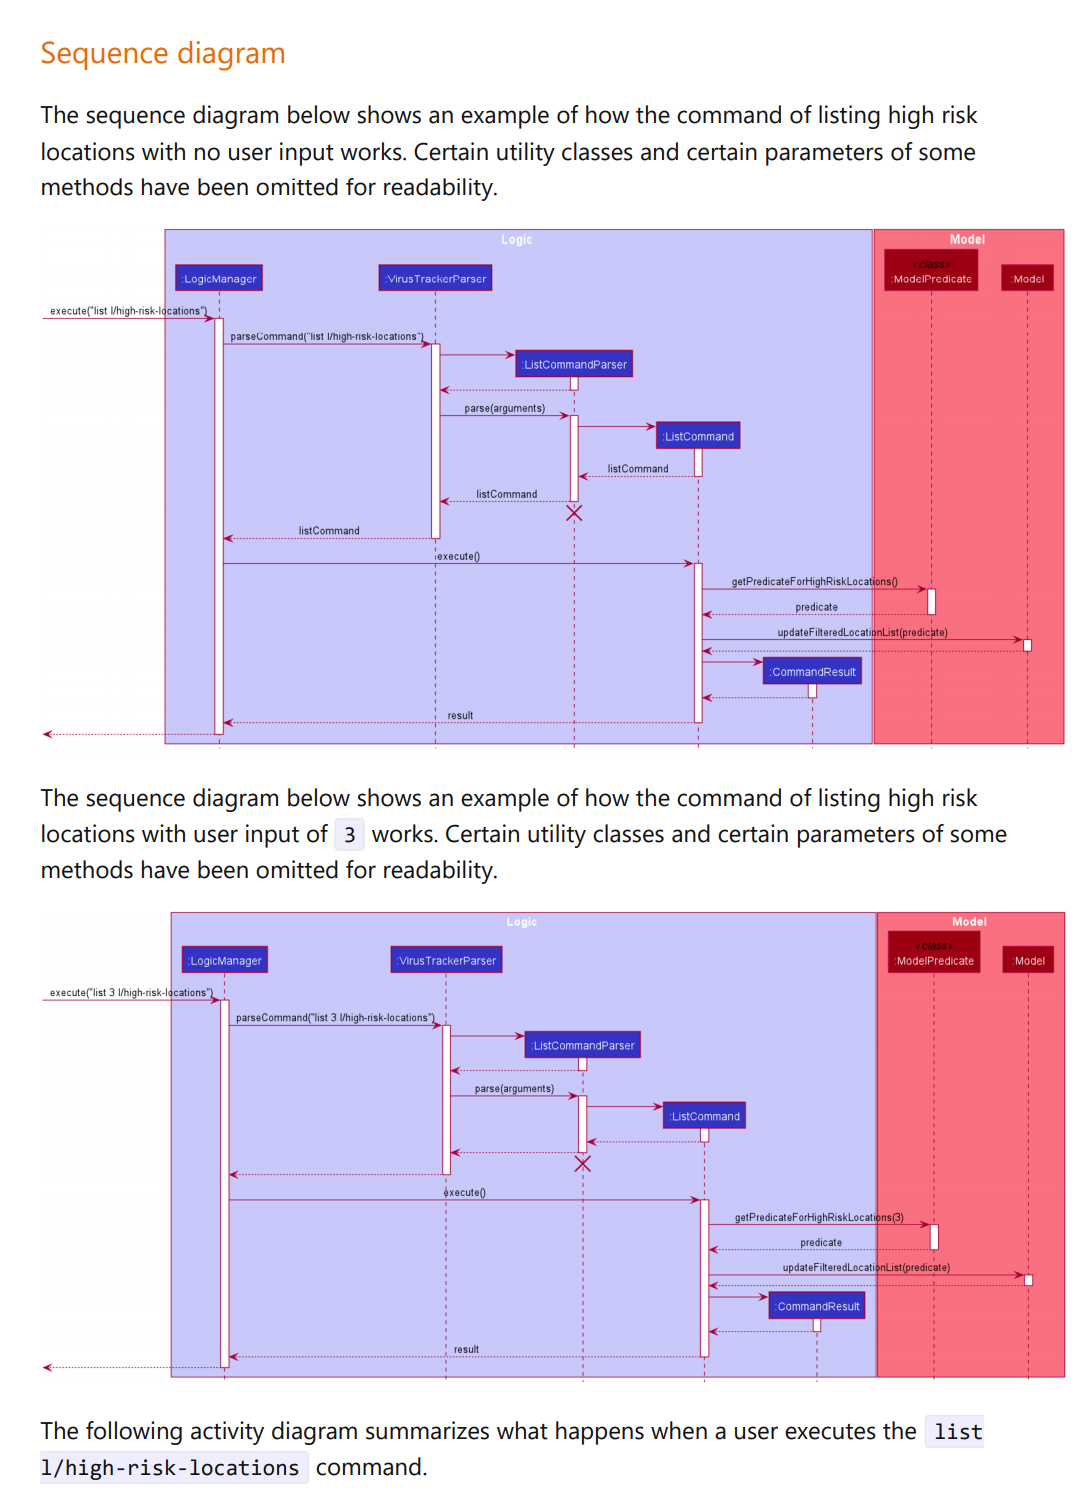 Sequence diagram
The sequence diagram below shows an example of how the command of listing high risk
locations with no user input works. Certain utility classes and certain parameters of some
methods have been omitted for readability.
Logic
Model
«class»
:LogicManager
:VirusTrackerParser
:ModelPredicate
:Model
execute("list l/high-risk-locations")
parseCommand("list l/high-risk-locations")
:ListCommandParser
parse(arguments)
:ListCommand
listCommand
listCommand
listCommand
execute()
getPredicateForHighRiskLocations()
predicate
updateFilteredLocationList(predicate)
:CommandResult
result
The sequence diagram below shows an example of how the command of listing high risk
locations with user input of 3 works. Certain utility classes and certain parameters of some
methods have been omitted for readability.
Logic
Model
«class»
:LogicManager
:VirusTrackerParser
:ModelPredicate
:Model
execute("list 3 l/high-risk-locations")
parseCommand("list 3 l/high-risk-locations")
:ListCommandParser
parse(arguments)
:ListCommand
execute()
getPredicateForHighRiskLocations(3)
predicate
updateFilteredLocationList(predicate)
:CommandResult
result
The following activity diagram summarizes what happens when a user executes the list
l/high-risk-locations command.